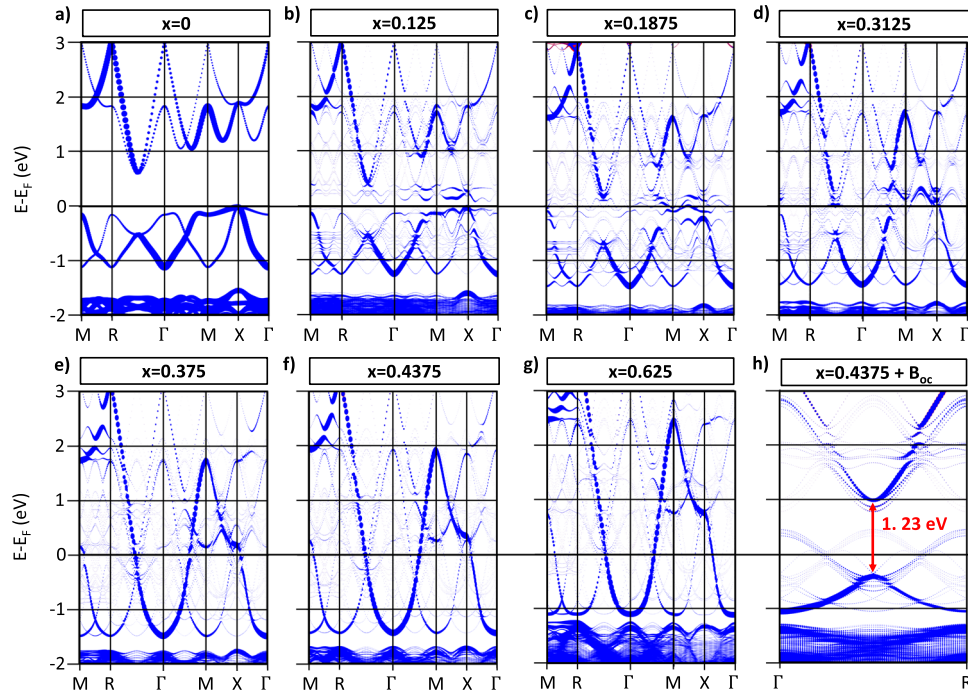 a) x=0
b) x=0.125
c) x=0.1875
d) x=0.3125
E-E_F (eV)
3
2
1
0
-1
-2
M R Γ M X Γ
M R Γ M X Γ
M R Γ M X Γ
M R Γ M X Γ
e) x=0.375
f) x=0.4375
g) x=0.625
h) x=0.4375 + B_oc
E-E_F (eV)
3
2
1
0
-1
-2
1. 23 eV
M R Γ M X Γ
M R Γ M X Γ
M R Γ M X Γ
Γ R